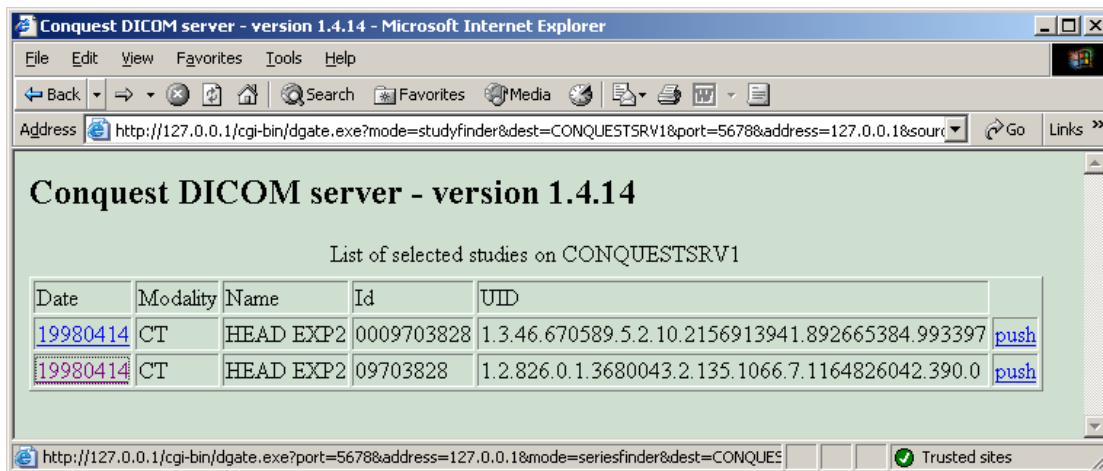 Conquest DICOM server - version 1.4.14 - Microsoft Internet Explorer
File Edit View Favorites Tools Help
Back Search Favorites Media
Address http://127.0.0.1/cgi-bin/dgate.exe?mode=studyfinder&dest=CONQUESTSRV1&port=5678&address=127.0.0.1&sour Go Links »
Conquest DICOM server - version 1.4.14
List of selected studies on CONQUESTSRV1
Date Modality Name Id UID
19980414 CT HEAD EXP2 0009703828 1.3.46.670589.5.2.10.2156913941.892665384.993397 push
19980414 CT HEAD EXP2 09703828 1.2.826.0.1.3680043.2.135.1066.7.1164826042.390.0 push
http://127.0.0.1/cgi-bin/dgate.exe?port=5678&address=127.0.0.1&mode=seriesfinder&dest=CONQUES Trusted sites